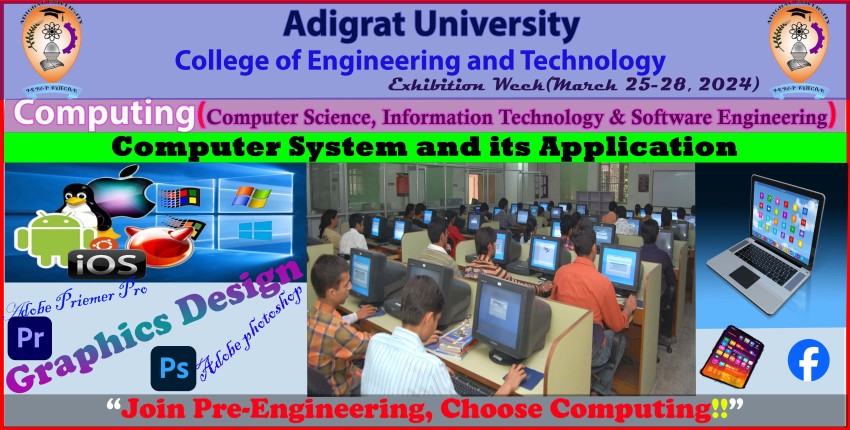 Adigrat University
College of Engineering and Technology
Exhibition Week(March 25-28, 2024)
Computing(Computer Science, Information Technology & Software Engineering)
Computer System and its Application
iOS
Adobe Priemer Pro
Pr
Graphics Design
Ps
Adobe photoshop
“Join Pre-Engineering, Choose Computing!!”